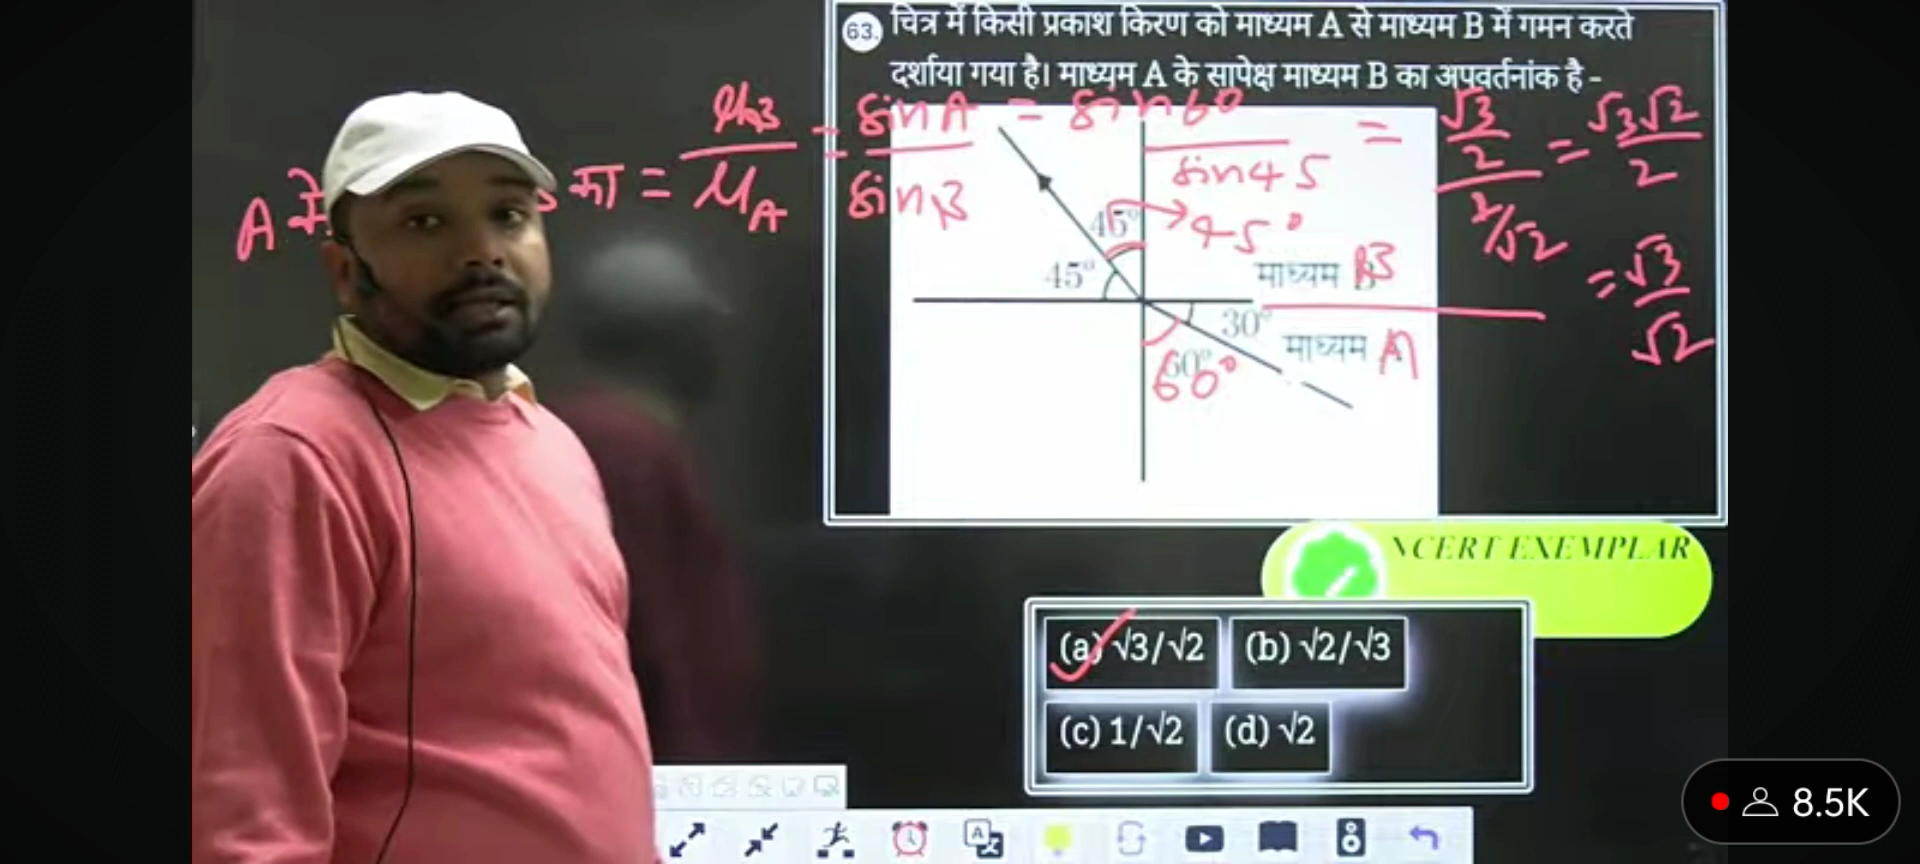 63. चित्र में किसी प्रकाश किरण को माध्यम A से माध्यम B में गमन करते
दर्शाया गया है। माध्यम A के सापेक्ष माध्यम B का अपवर्तनांक है -
A
का = μB/μA = sin A/sin B = sin 60/sin 45 = √3/2 / 2/√2 = √3√2/2
= √3/√2
45° → 45°
45°
माध्यम B
30°
माध्यम A
60°
NCERT EXEMPLAR
(a) √3/√2 (b) √2/√3
(c) 1/√2 (d) √2
8.5K